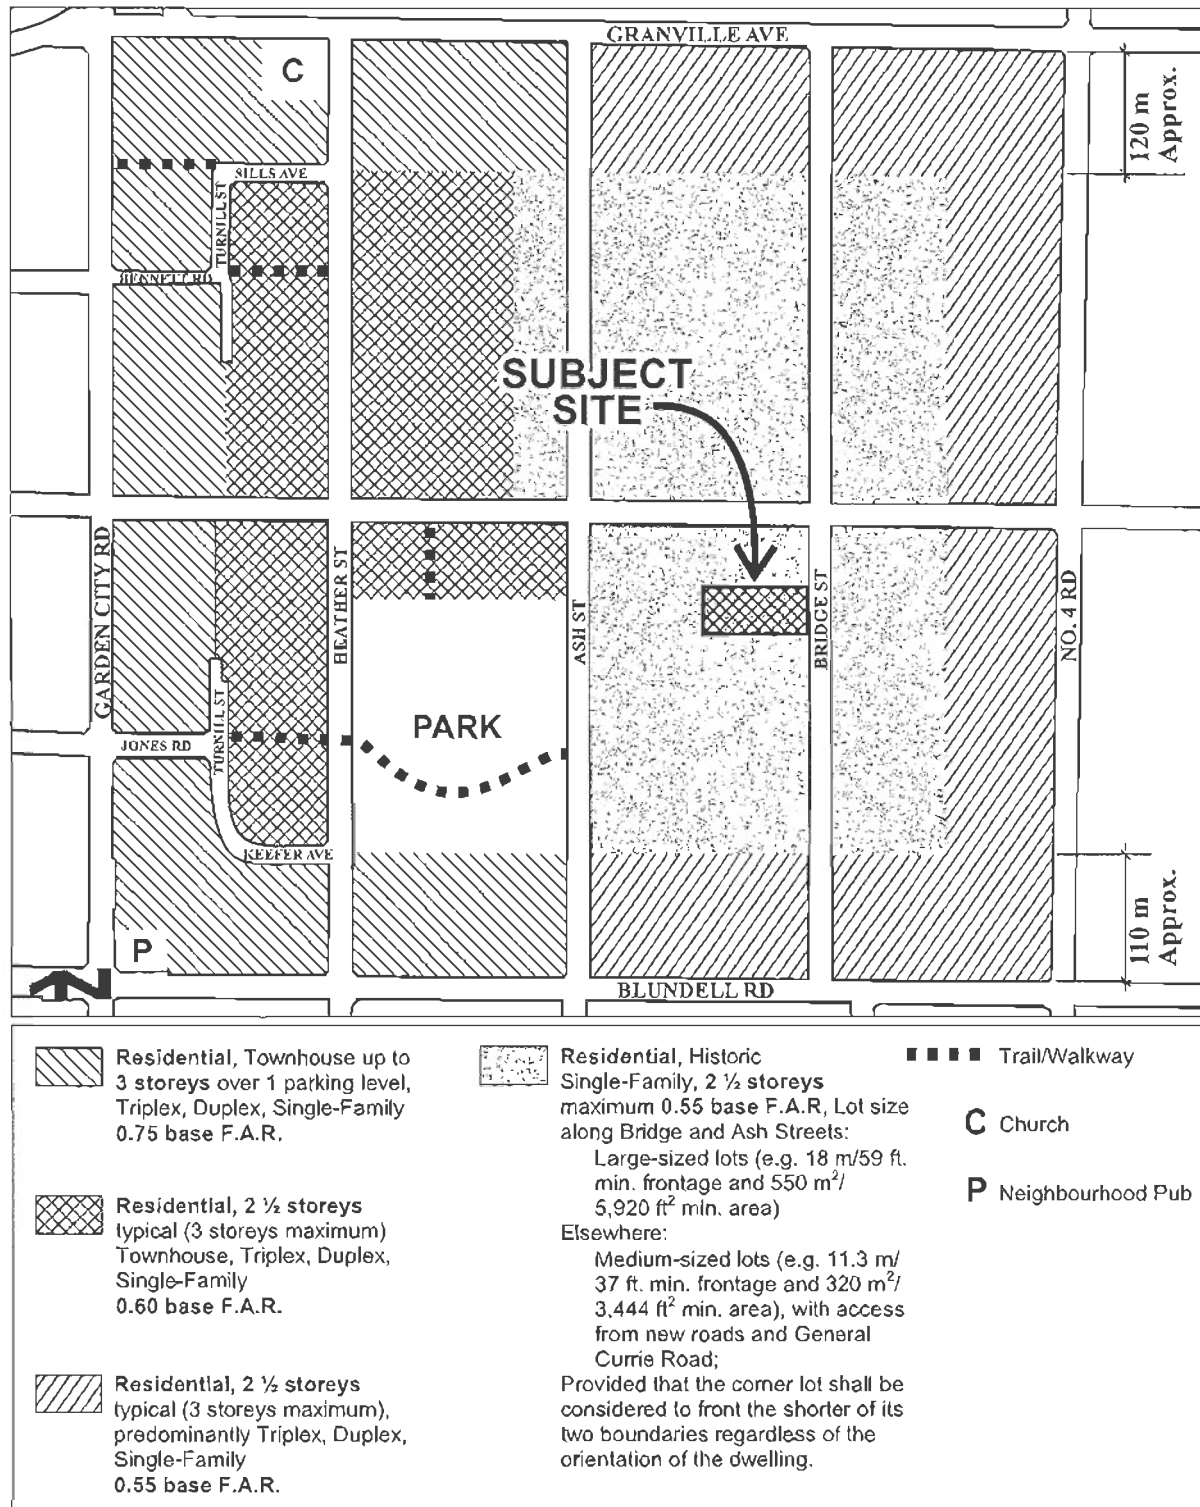 GRANVILLE AVE
C
120 m
Approx.
SILLS AVE
TURNILL ST
BENNETT RD
SUBJECT
SITE
GARDEN CITY RD
HEATHER ST
ASH ST
BRIDGE ST
NO. 4 RD
PARK
JONES RD
TURNILL ST
KEEFER AVE
110 m
Approx.
P
BLUNDELL RD
Residential, Townhouse up to
3 storeys over 1 parking level,
Triplex, Duplex, Single-Family
0.75 base F.A.R.
Residential, 2 ½ storeys
typical (3 storeys maximum)
Townhouse, Triplex, Duplex,
Single-Family
0.60 base F.A.R.
Residential, 2 ½ storeys
typical (3 storeys maximum),
predominantly Triplex, Duplex,
Single-Family
0.55 base F.A.R.
Residential, Historic
Single-Family, 2 ½ storeys
maximum 0.55 base F.A.R, Lot size
along Bridge and Ash Streets:
Large-sized lots (e.g. 18 m/59 ft.
min. frontage and 550 m²/
5,920 ft² min. area)
Elsewhere:
Medium-sized lots (e.g. 11.3 m/
37 ft. min. frontage and 320 m²/
3,444 ft² min. area), with access
from new roads and General
Currie Road;
Provided that the corner lot shall be
considered to front the shorter of its
two boundaries regardless of the
orientation of the dwelling.
Trail/Walkway
C Church
P Neighbourhood Pub